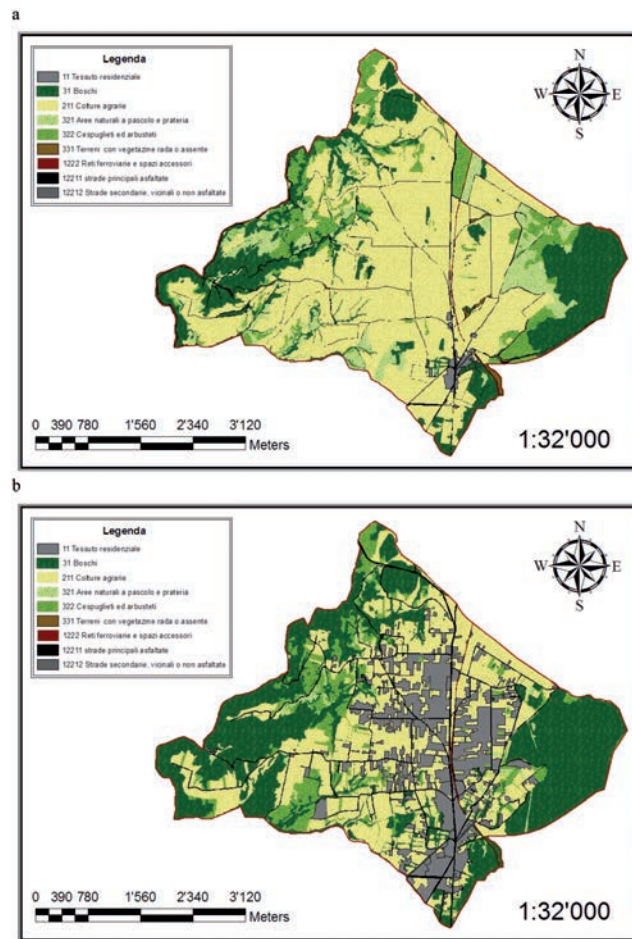 a
Legenda
11 Tessuto residenziale
31 Boschi
211 Colture agrarie
321 Aree naturali a pascolo e prateria
322 Cespuglieti ed arbusteti
331 Terreni con vegetazine rada o assente
1222 Reti ferroviarie e spazi accessori
12211 strade principali asfaltate
12212 Strade secondarie, vicinali o non asfaltate
N
W E
S
0 390 780 1'560 2'340 3'120
Meters
1:32'000
b
Legenda
11 Tessuto residenziale
31 Boschi
211 Colture agrarie
321 Aree naturali a pascolo e prateria
322 Cespuglieti ed arbusteti
331 Terreni con vegetazine rada o assente
1222 Reti ferroviarie e spazi accessori
12211 strade principali asfaltate
12212 Strade secondarie, vicinali o non asfaltate
N
W E
S
0 390 780 1'560 2'340 3'120
Meters
1:32'000